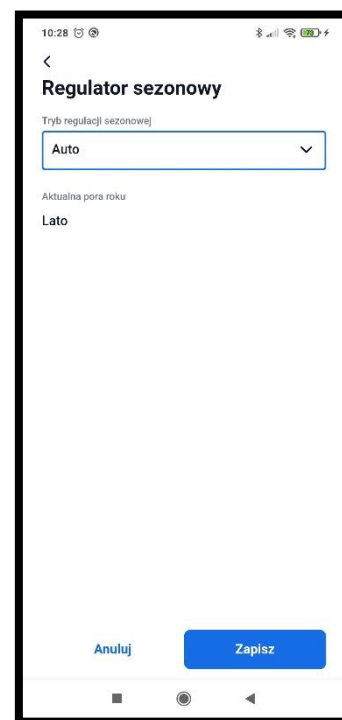 10:28
Regulator sezonowy
Tryb regulacji sezonowej
Auto
Aktualna pora roku
Lato
Anuluj
Zapisz